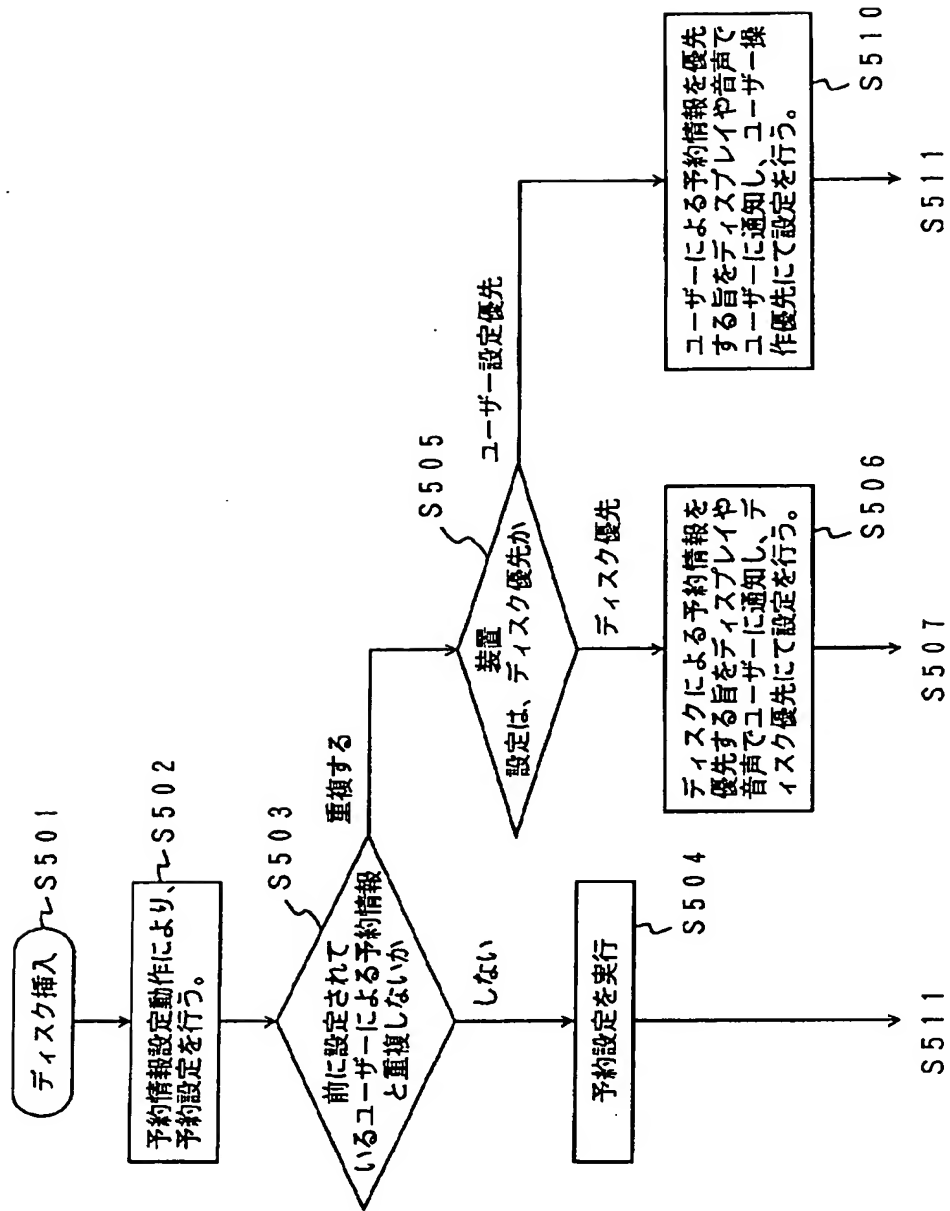 ディスク挿入
S501
予約情報設定動作により、
予約設定を行う。
S502
前に設定されて
いるユーザーによる予約情報
と重複しないか
S503
重複する
しない
予約設定を実行
S504
S511
装置
設定は、ディスク優先か
S505
ユーザー設定優先
ディスク優先
ディスクによる予約情報を
優先する旨をディスプレイや
音声でユーザーに通知し、デ
ィスク優先にて設定を行う。
S506
S507
ユーザーによる予約情報を優先
する旨をディスプレイや音声で
ユーザーに通知し、ユーザー操
作優先にて設定を行う。
S510
S511